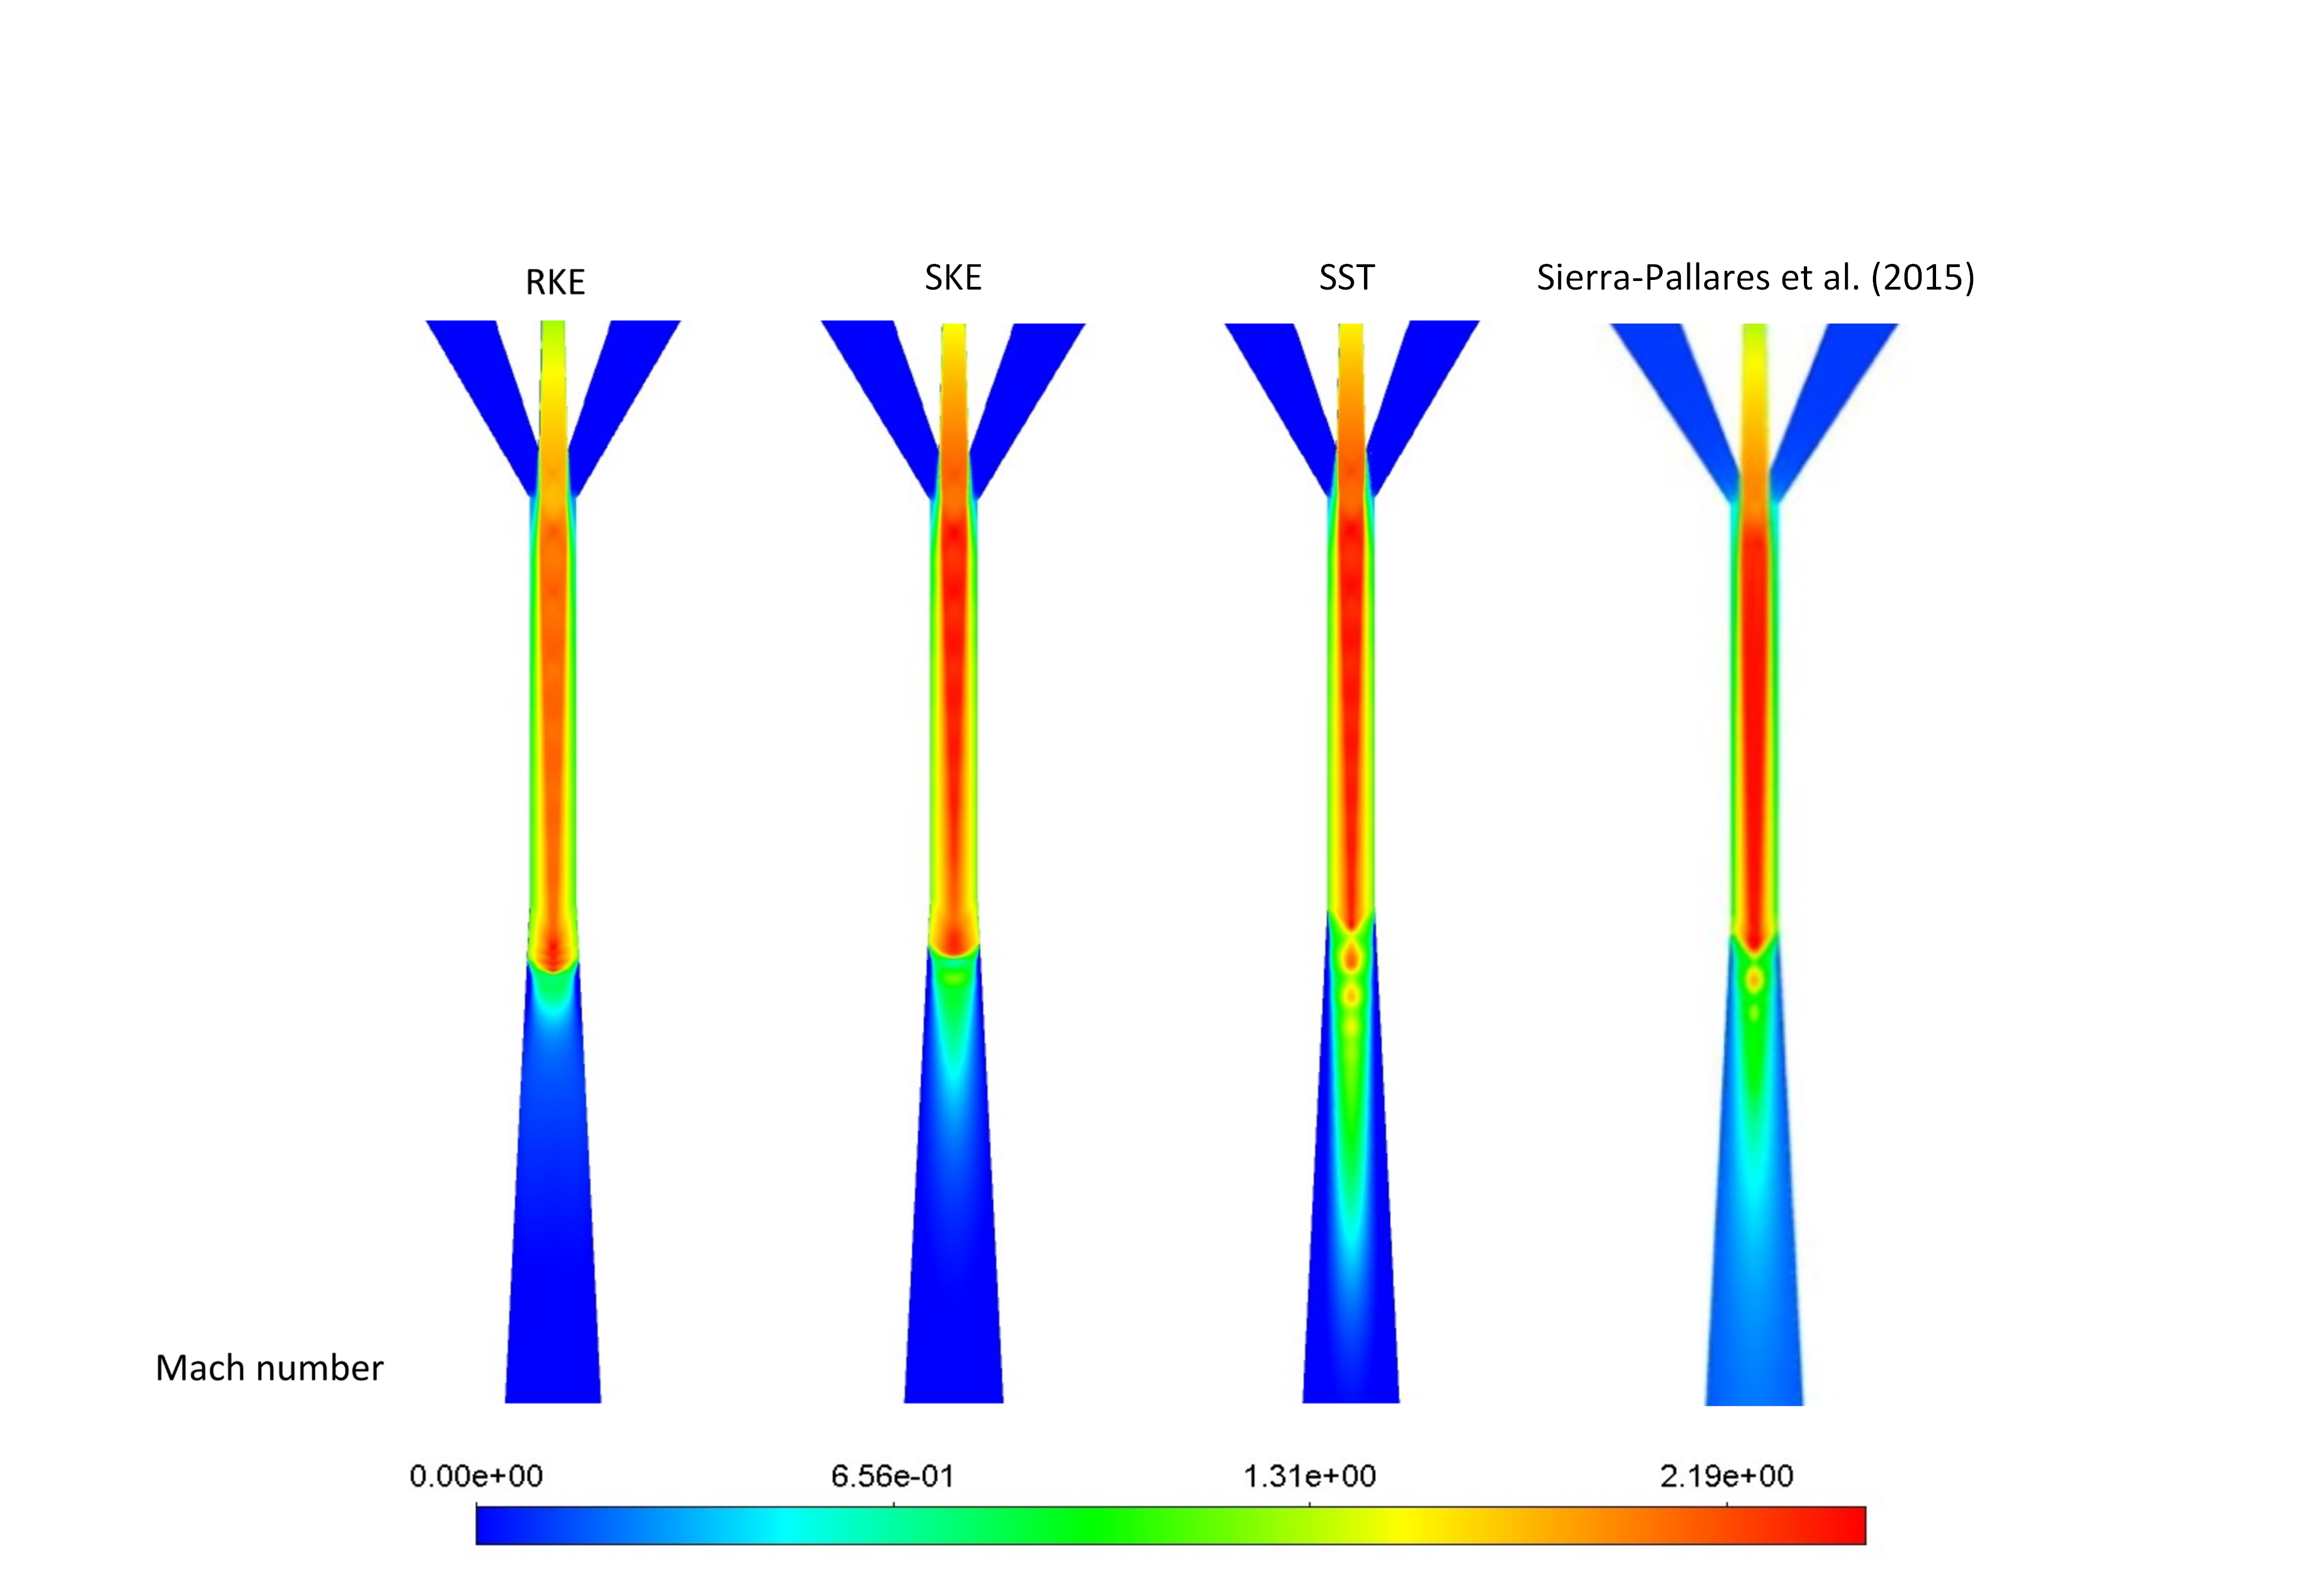 RKE
SKE
SST
Sierra-Pallares et al. (2015)
Mach number
0.00e+00
6.56e-01
1.31e+00
2.19e+00